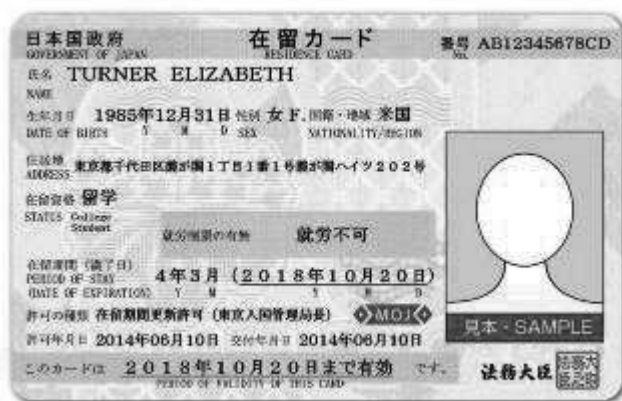 日本国政府 在留カード 番号 AB12345678CD
GOVERNMENT OF JAPAN RESIDENCE CARD No.
氏名 TURNER ELIZABETH
NAME
生年月日 1985年12月31日 性別 女 F. 国籍・地域 米国
DATE OF BIRTH Y M D SEX NATIONALITY/REGION
住居地 東京都千代田区霞が関1丁目1番1号霞が関ハイツ202号
ADDRESS
在留資格 留学
STATUS College Student
就労制限の有無 就労不可
在留期間(満了日) 4年3月(2018年10月20日)
PERIOD OF STAY
(DATE OF EXPIRATION) Y M Y M D
許可の種類 在留期間更新許可(東京入国管理局長) MOJ
見本・SAMPLE
許可年月日 2014年06月10日 交付年月日 2014年06月10日
このカードは 2018年10月20日まで有効 です。
PERIOD OF VALIDITY OF THIS CARD
法務大臣